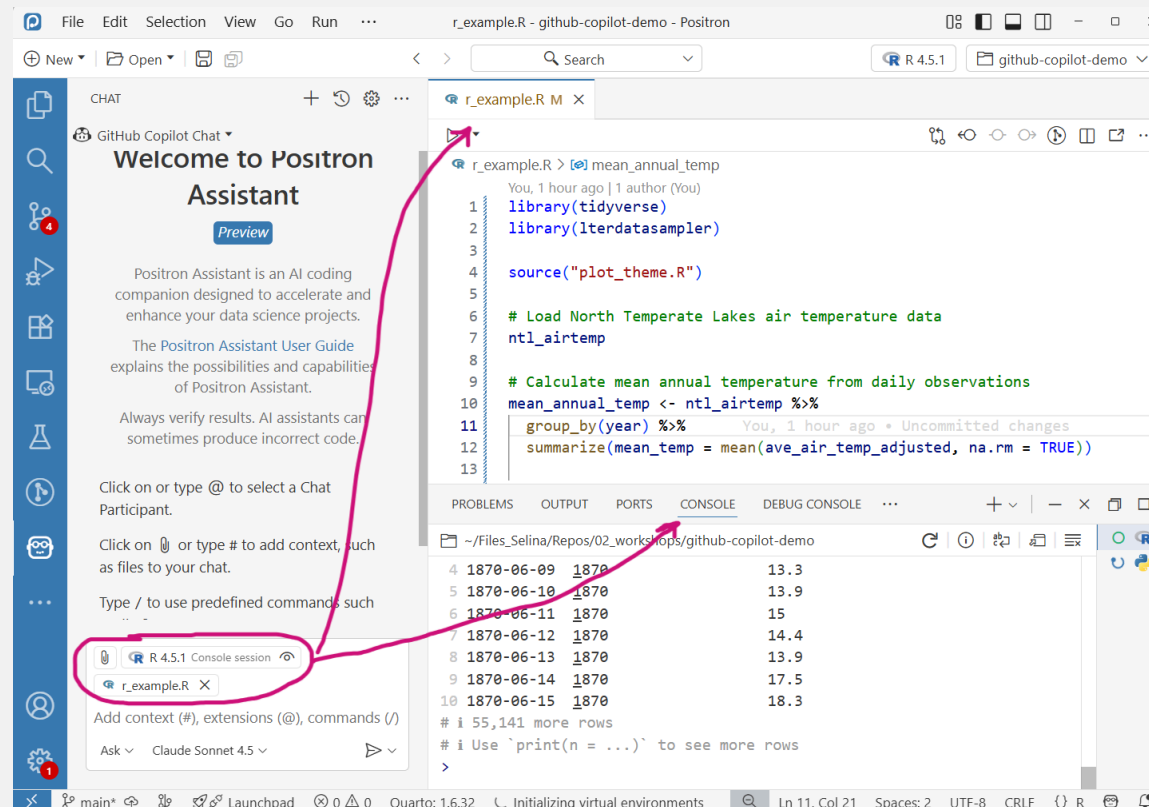 File Edit Selection View Go Run ··· r_example.R - github-copilot-demo - Positron
New Open Search R 4.5.1 github-copilot-demo
CHAT
GitHub Copilot Chat
Welcome to Positron
Assistant
Preview
Positron Assistant is an AI coding
companion designed to accelerate and
enhance your data science projects.
The Positron Assistant User Guide
explains the possibilities and capabilities
of Positron Assistant.
Always verify results. AI assistants can
sometimes produce incorrect code.
Click on or type @ to select a Chat
Participant.
Click on or type # to add context, such
as files to your chat.
Type / to use predefined commands such
R 4.5.1 Console session
r_example.R
Add context (#), extensions (@), commands (/)
Ask Claude Sonnet 4.5
4
1
r_example.R M
r_example.R > mean_annual_temp
You, 1 hour ago | 1 author (You)
1 library(tidyverse)
2 library(lterdatasampler)
3
4 source("plot_theme.R")
5
6 # Load North Temperate Lakes air temperature data
7 ntl_airtemp
8
9 # Calculate mean annual temperature from daily observations
10 mean_annual_temp <- ntl_airtemp %>%
11 group_by(year) %>% You, 1 hour ago • Uncommitted changes
12 summarize(mean_temp = mean(ave_air_temp_adjusted, na.rm = TRUE))
13
PROBLEMS OUTPUT PORTS CONSOLE DEBUG CONSOLE ···
~/Files_Selina/Repos/02_workshops/github-copilot-demo
4 1870-06-09 1870 13.3
5 1870-06-10 1870 13.9
6 1870-06-11 1870 15
7 1870-06-12 1870 14.4
8 1870-06-13 1870 13.9
9 1870-06-14 1870 17.5
10 1870-06-15 1870 18.3
# ℹ 55,141 more rows
# ℹ Use `print(n = ...)` to see more rows
>
main* Launchpad 0 0 Quarto: 1.6.32 Initializing virtual environments Ln 11, Col 21 Spaces: 2 UTF-8 CRLF {} R